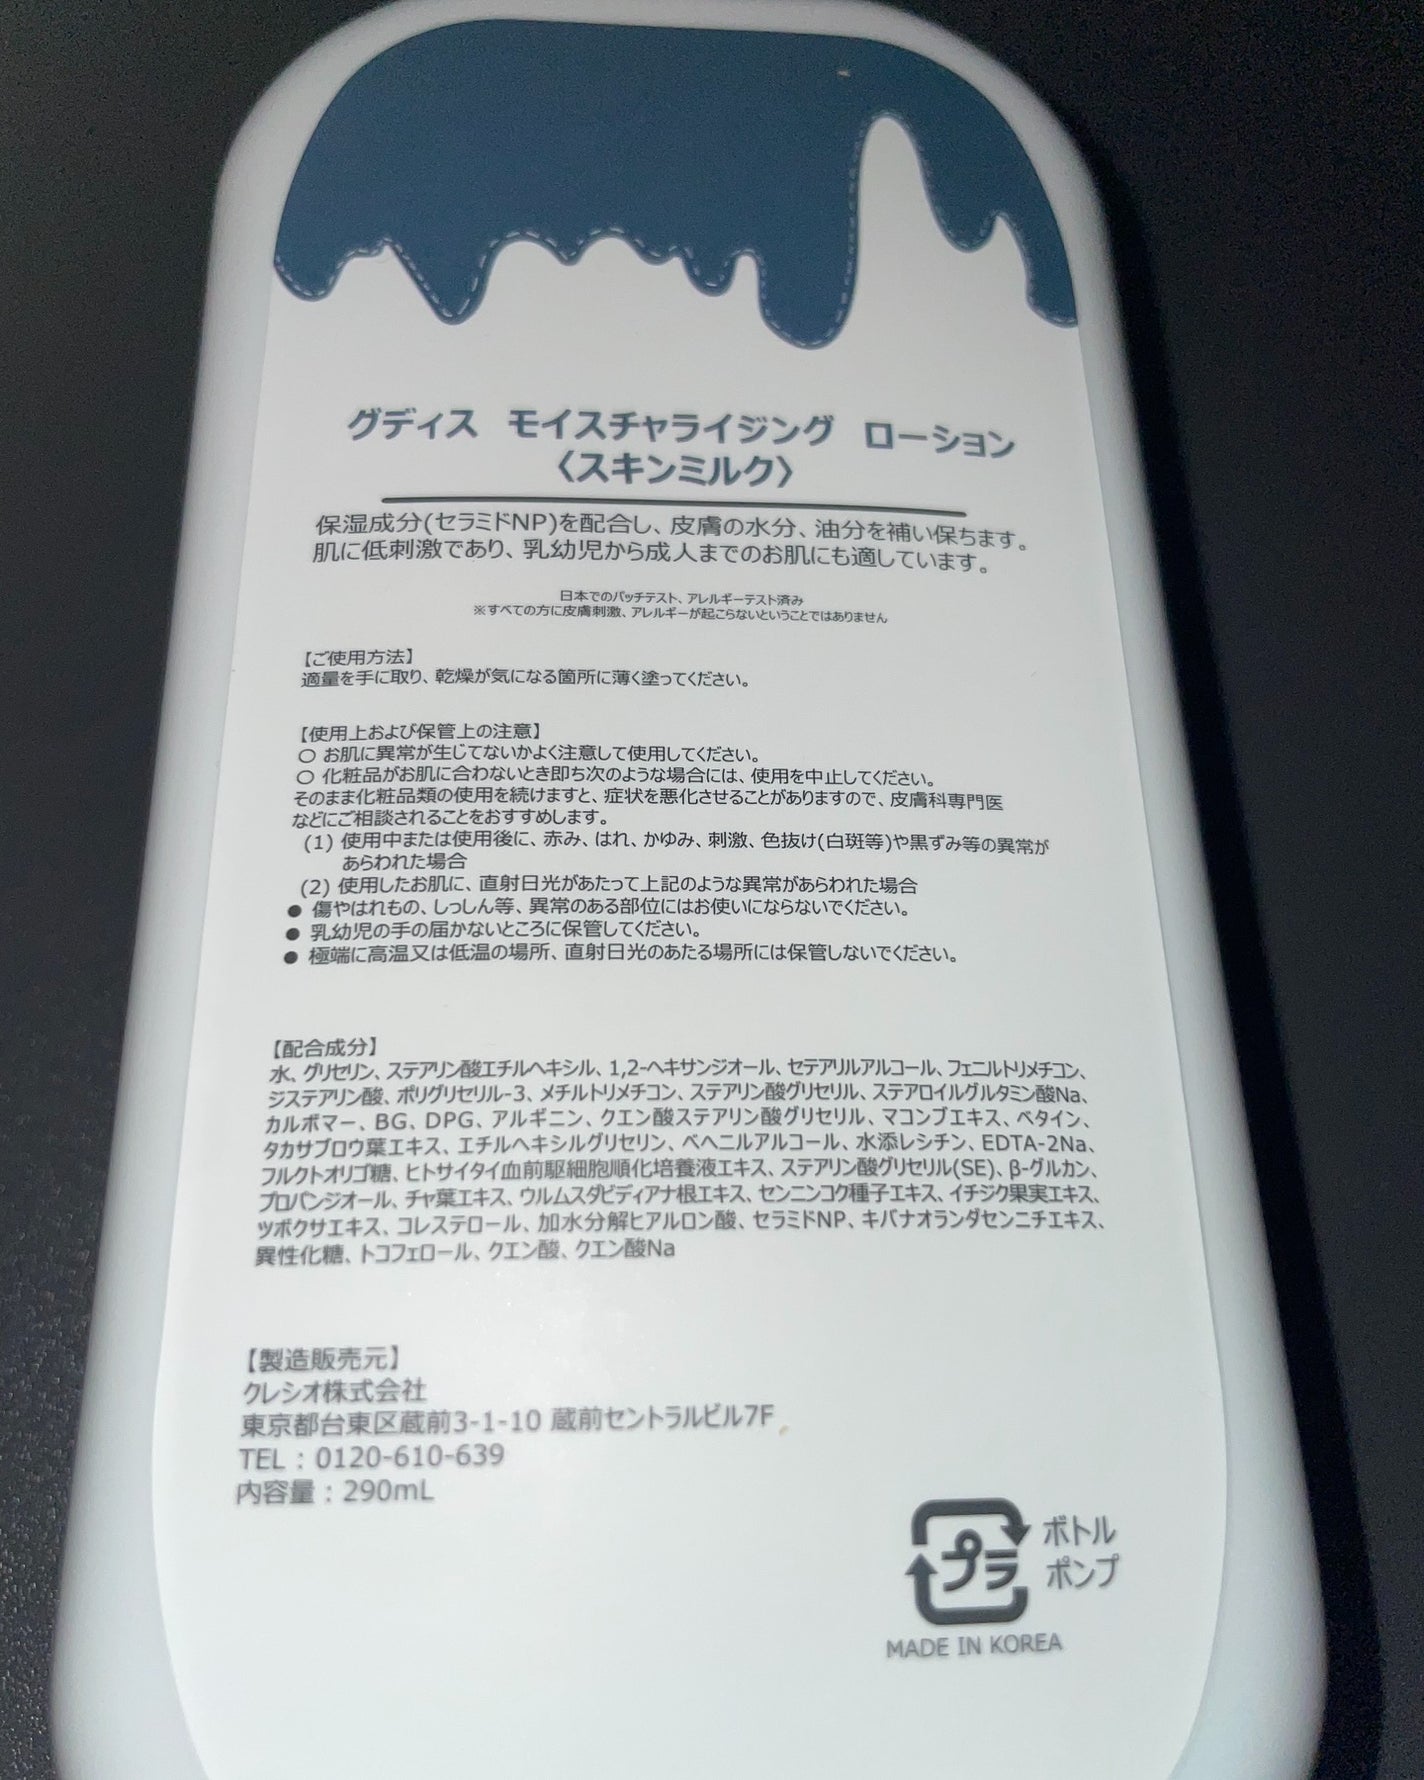 グディス モイスチャライジング ローション
〈スキンミルク〉
保湿成分(セラミドNP)を配合し、皮膚の水分、油分を補い保ちます。
肌に低刺激であり、乳幼児から成人までのお肌にも適しています。
日本でのパッチテスト、アレルギーテスト済み
※すべての方に皮膚刺激、アレルギーが起こらないということではありません
【ご使用方法】
適量を手に取り、乾燥が気になる箇所に薄く塗ってください。
【使用上および保管上の注意】
○ お肌に異常が生じてないかよく注意して使用してください。
○ 化粧品がお肌に合わないとき即ち次のような場合には、使用を中止してください。
そのまま化粧品類の使用を続けますと、症状を悪化させることがありますので、皮膚科専門医
などにご相談されることをおすすめします。
(1) 使用中または使用後に、赤み、はれ、かゆみ、刺激、色抜け(白斑等)や黒ずみ等の異常が
あらわれた場合
(2) 使用したお肌に、直射日光があたって上記のような異常があらわれた場合
● 傷やはれもの、しっしん等、異常のある部位にはお使いにならないでください。
● 乳幼児の手の届かないところに保管してください。
● 極端に高温又は低温の場所、直射日光のあたる場所には保管しないでください。
【配合成分】
水、グリセリン、ステアリン酸エチルヘキシル、1,2-ヘキサンジオール、セテアリルアルコール、フェニルトリメチコン、
ジステアリン酸、ポリグリセリル-3、メチルトリメチコン、ステアリン酸グリセリル、ステアロイルグルタミン酸Na、
カルボマー、BG、DPG、アルギニン、クエン酸ステアリン酸グリセリル、マコンブエキス、ベタイン、
タカサブロウ葉エキス、エチルヘキシルグリセリン、ベヘニルアルコール、水添レシチン、EDTA-2Na、
フルクトオリゴ糖、ヒトサイタイ血前駆細胞順化培養液エキス、ステアリン酸グリセリル(SE)、β-グルカン、
プロパンジオール、チャ葉エキス、ウルムスダビディアナ根エキス、センニンコク種子エキス、イチジク果実エキス、
ツボクサエキス、コレステロール、加水分解ヒアルロン酸、セラミドNP、キバナオランダセンニチエキス、
異性化糖、トコフェロール、クエン酸、クエン酸Na
【製造販売元】
クレシオ株式会社
東京都台東区蔵前3-1-10 蔵前セントラルビル7F
TEL：0120-610-639
内容量：290mL
プラ
ボトル
ポンプ
MADE IN KOREA